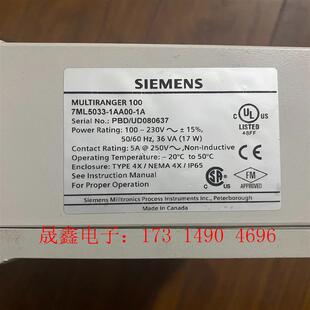 SIEMENS
MULTIRANGER 100
7ML5033-1AA00-1A
Serial No.: PBD/UD080637
Power Rating: 100 – 230V ~ ± 15%,
50/60 Hz, 36 VA (17 W)
Contact Rating: 5A @ 250V ~, Non-Inductive
Operating Temperature: – 20°C to 50°C
Enclosure: TYPE 4X / NEMA 4X / IP65
See Instruction Manual
For Proper Operation
C UL US
LISTED
48FF
FM
APPROVED
Siemens Milltronics Process Instruments Inc., Peterborough
Made in Canada
晟鑫电子：173 1490 4696